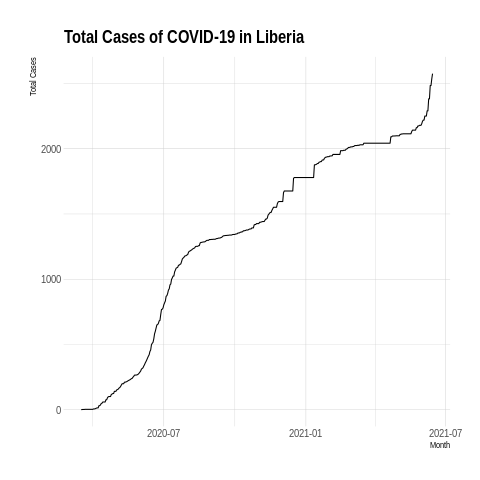 Total Cases of COVID-19 in Liberia
Total Cases
2000
1000
0
2020-07
2021-01
2021-07
Month